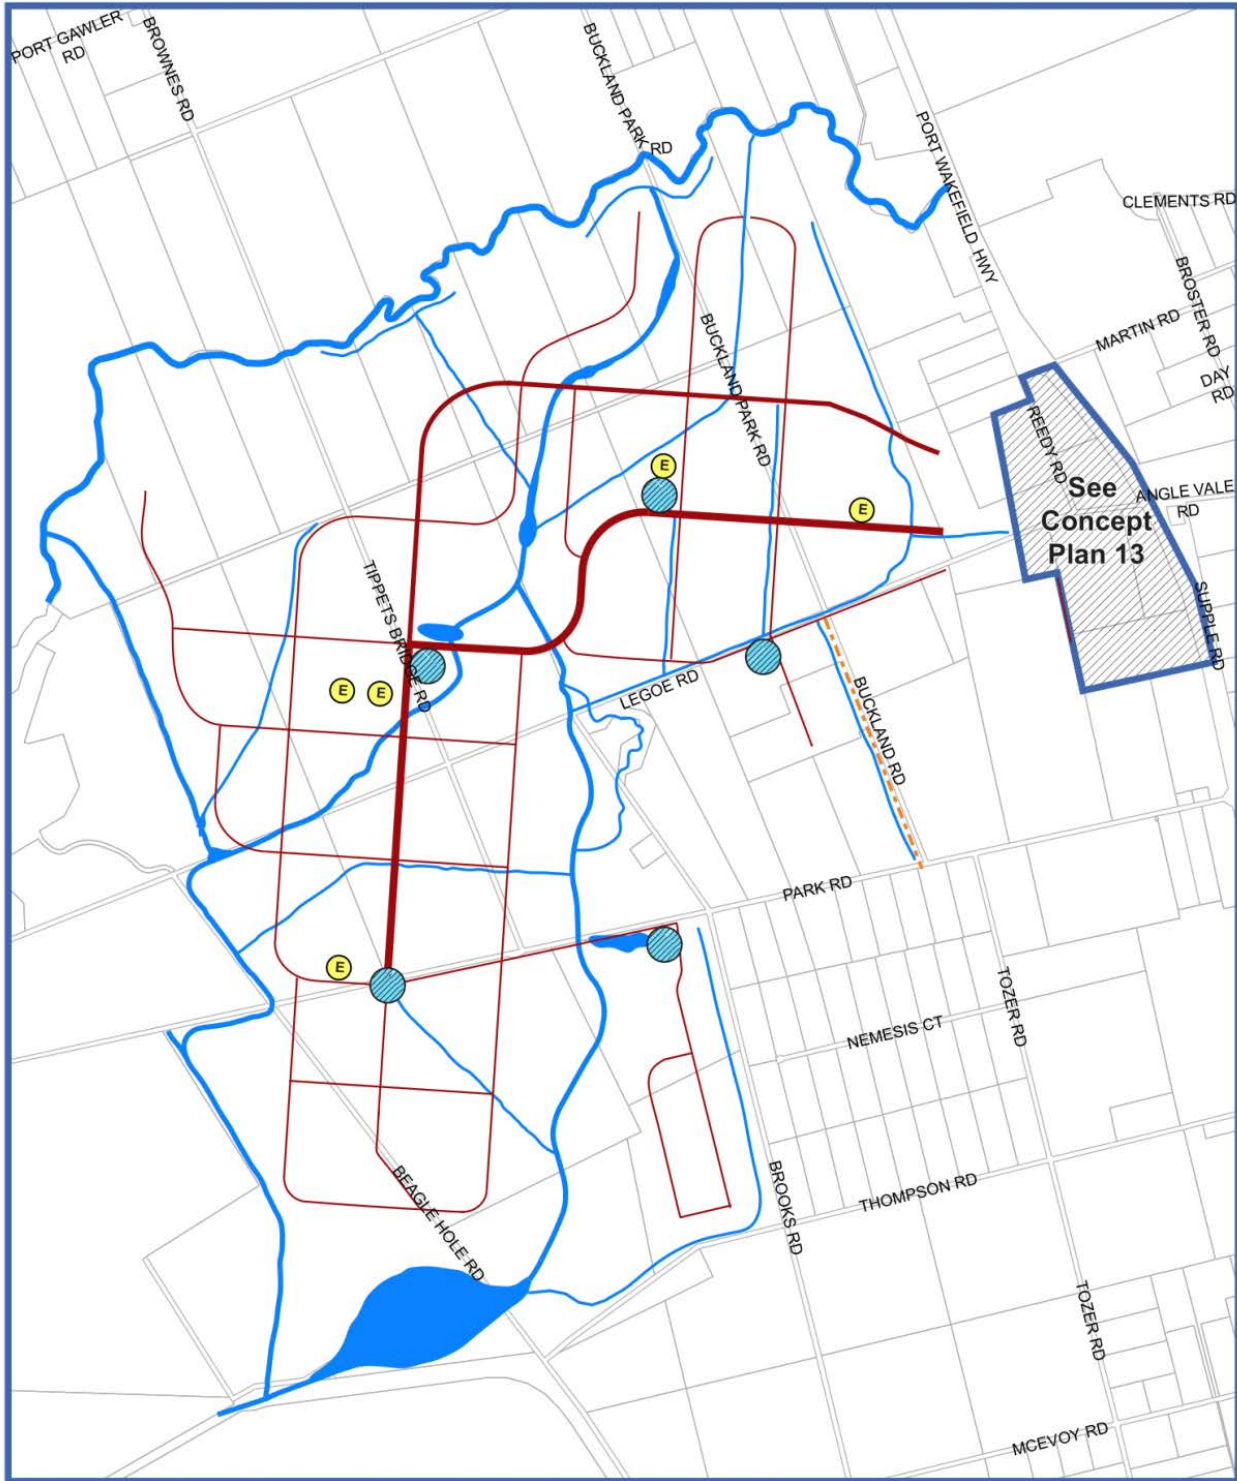 PORT GAWLER
RD
BROWNES RD
BUCKLAND PARK RD
PORT WAKEFIELD HWY
CLEMENTS RD
BROSTER RD
MARTIN RD
DAY
RD
BUCKLAND PARK RD
REEDY RD
E
See
Concept
Plan 13
ANGLE VALE
RD
E
TIPPETS BRIDGE RD
SUPPLE RD
LEGOE RD
E
E
BUCKLAND RD
PARK RD
E
TOZER RD
NEMESIS CT
BEAGLE HOLE RD
BROOKS RD
THOMPSON RD
TOZER RD
MCEVOY RD